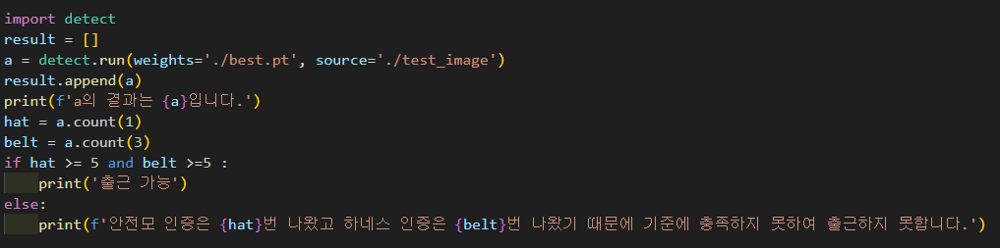 import detect
result = []
a = detect.run(weights='./best.pt', source='./test_image')
result.append(a)
print(f'a의 결과는 {a}입니다.')
hat = a.count(1)
belt = a.count(3)
if hat >= 5 and belt >=5 :
    print('출근 가능')
else:
    print(f'안전모 인증은 {hat}번 나왔고 하네스 인증은 {belt}번 나왔기 때문에 기준에 충족하지 못하여 출근하지 못합니다.')